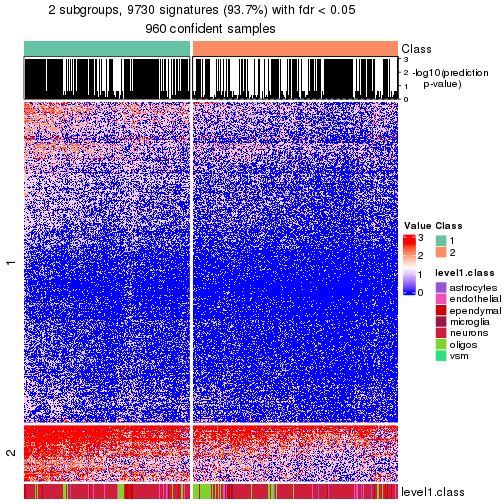 2 subgroups, 9730 signatures (93.7%) with fdr < 0.05
960 confident samples
Class
3
2
1
0
-log10(prediction
p-value)
1
2
Value
3
2
1
0
Class
1
2
level1.class
astrocytes
endothelial
ependymal
microglia
neurons
oligos
vsm
level1.class